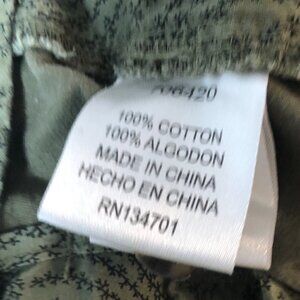 100% COTTON
100% ALGODON
MADE IN CHINA
HECHO EN CHINA
RN134701